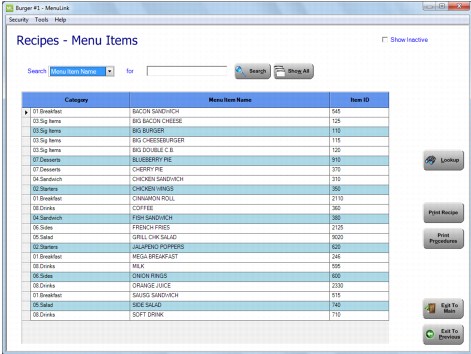 Burger #1 - MenuLink
Security Tools Help
Recipes - Menu Items
Show Inactive
Search Menu Item Name for Search Show All
Category Menu Item Name Item ID
01.Breakfast BACON SANDWICH 545
03.Sig Items BIG BACON CHEESE 125
03.Sig Items BIG BURGER 110
03.Sig Items BIG CHEESEBURGER 115
03.Sig Items BIG DOUBLE C.B. 120
07.Desserts BLUEBERRY PIE 910
07.Desserts CHERRY PIE 370
04.Sandwich CHICKEN SANDWICH 310
02.Starters CHICKEN WINGS 350
01.Breakfast CINNAMON ROLL 2110
08.Drinks COFFEE 360
04.Sandwich FISH SANDWICH 380
06.Sides FRENCH FRIES 2125
05.Salad GRILL CHK SALAD 9020
02.Starters JALAPENO POPPERS 620
01.Breakfast MEGA BREAKFAST 246
08.Drinks MILK 595
06.Sides ONION RINGS 800
08.Drinks ORANGE JUICE 2330
01.Breakfast SAUSG SANDWICH 515
05.Salad SIDE SALAD 740
08.Drinks SOFT DRINK 710
Lookup
Print Recipe
Print
Procedures
Exit To
Main
Exit To
Previous